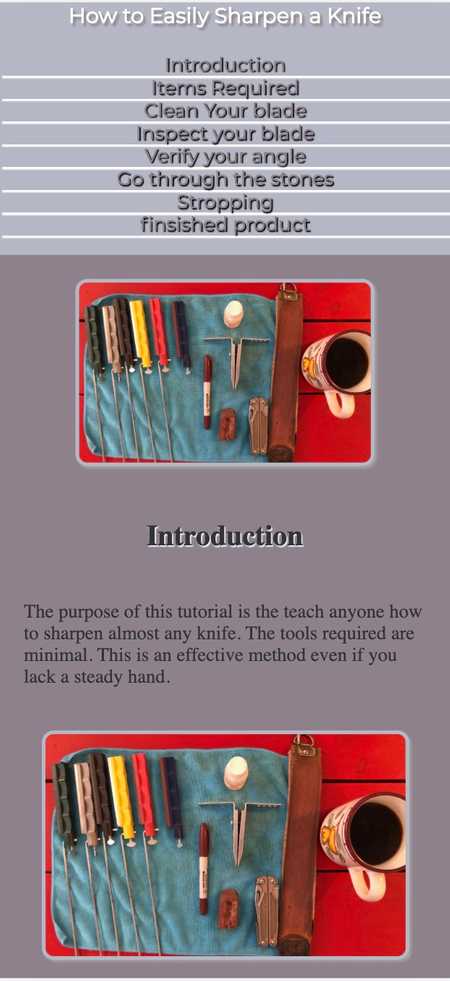 How to Easily Sharpen a Knife
Introduction
Items Required
Clean Your blade
Inspect your blade
Verify your angle
Go through the stones
Stropping
finsished product
Introduction
The purpose of this tutorial is the teach anyone how
to sharpen almost any knife. The tools required are
minimal. This is an effective method even if you
lack a steady hand.